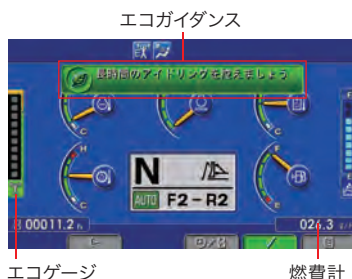 エコガイダンス
長時間のアイドリングを控えましょう
C
C
H
F
N
AUTO F2-R2
C
E
00011.2 h
026.3
エコゲージ
燃費計